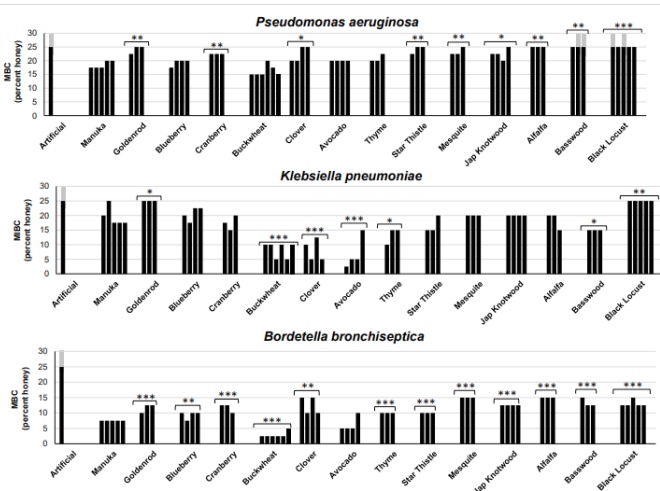 Pseudomonas aeruginosa
MBC
(percent honey)
30
25
20
15
10
5
0
** ** * ** ** * ** ** ***
Artificial
Manuka
Goldenrod
Blueberry
Cranberry
Buckwheat
Clover
Avocado
Thyme
Star Thistle
Mesquite
Jap Knotwood
Alfalfa
Basswood
Black Locust
Klebsiella pneumoniae
MIBC
(percent honey)
30
25
20
15
10
5
0
* *** *** *** * * **
Artificial
Manuka
Goldenrod
Blueberry
Cranberry
Buckwheat
Clover
Avocado
Thyme
Star Thistle
Mesquite
Jap Knotwood
Alfalfa
Basswood
Black Locust
Bordetella bronchiseptica
MBC
(percent honey)
30
25
20
15
10
5
0
*** ** *** *** ** *** *** *** *** *** *** ***
Artificial
Manuka
Goldenrod
Blueberry
Cranberry
Buckwheat
Clover
Avocado
Thyme
Star Thistle
Mesquite
Jap Knotwood
Alfalfa
Basswood
Black Locust